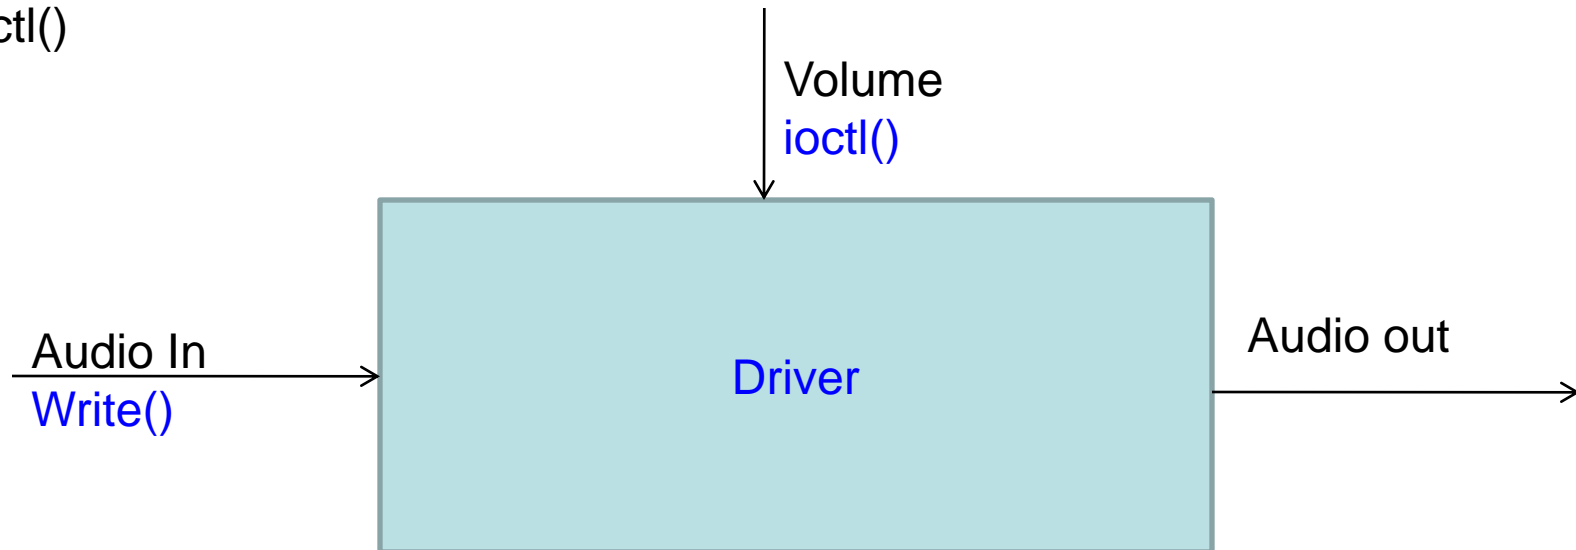 ctl()
Volume
ioctl()
Audio In
Write()
Driver
Audio out